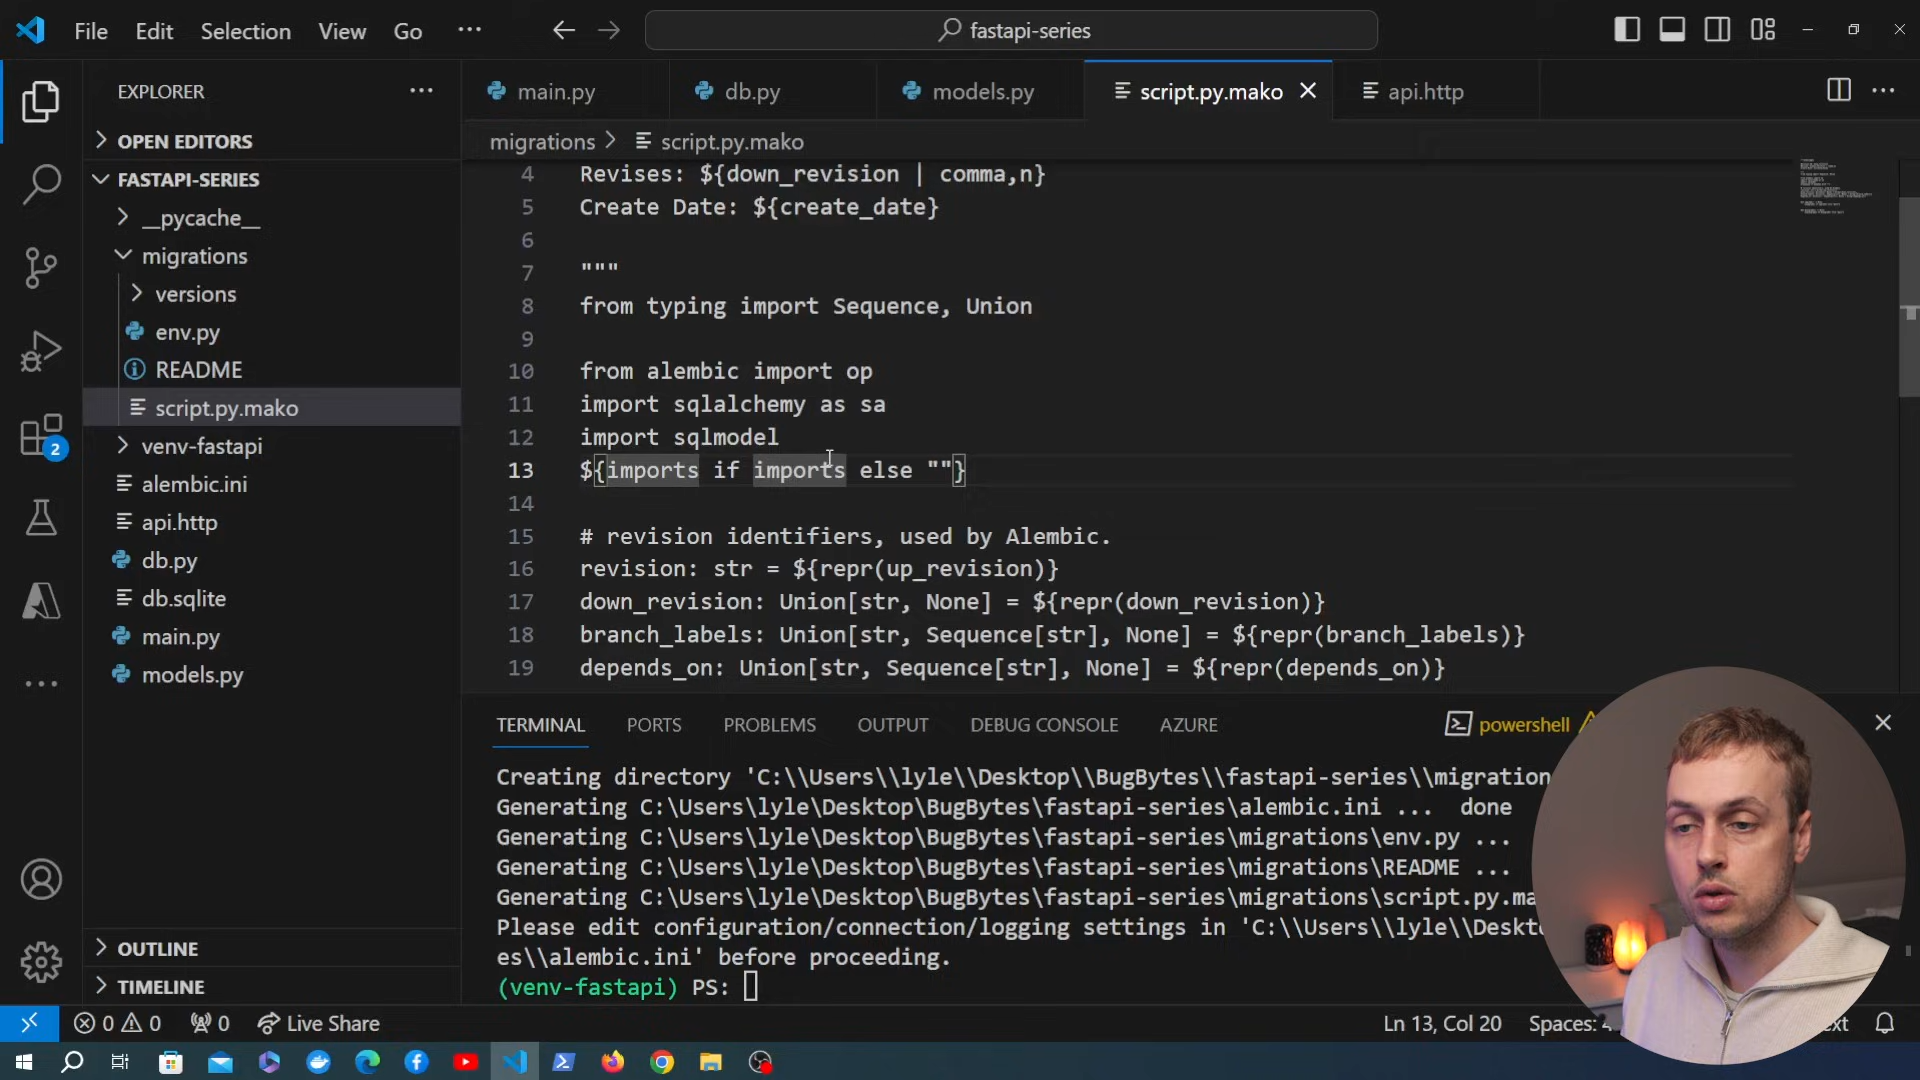 File Edit Selection View Go ...
fastapi-series
EXPLORER
OPEN EDITORS
FASTAPI-SERIES
__pycache__
migrations
versions
env.py
README
script.py.mako
venv-fastapi
alembic.ini
api.http
db.py
db.sqlite
main.py
models.py
OUTLINE
TIMELINE
2
main.py db.py models.py script.py.mako api.http
migrations > script.py.mako
4 Revises: ${down_revision | comma,n}
5 Create Date: ${create_date}
6
7 """
8 from typing import Sequence, Union
9
10 from alembic import op
11 import sqlalchemy as sa
12 import sqlmodel
13 ${imports if imports else ""}
14
15 # revision identifiers, used by Alembic.
16 revision: str = ${repr(up_revision)}
17 down_revision: Union[str, None] = ${repr(down_revision)}
18 branch_labels: Union[str, Sequence[str], None] = ${repr(branch_labels)}
19 depends_on: Union[str, Sequence[str], None] = ${repr(depends_on)}
TERMINAL PORTS PROBLEMS OUTPUT DEBUG CONSOLE AZURE powershell
Creating directory 'C:\\Users\\lyle\\Desktop\\BugBytes\\fastapi-series\\migration
Generating C:\Users\lyle\Desktop\BugBytes\fastapi-series\alembic.ini ... done
Generating C:\Users\lyle\Desktop\BugBytes\fastapi-series\migrations\env.py ...
Generating C:\Users\lyle\Desktop\BugBytes\fastapi-series\migrations\README ...
Generating C:\Users\lyle\Desktop\BugBytes\fastapi-series\migrations\script.py.ma
Please edit configuration/connection/logging settings in 'C:\\Users\\lyle\\Deskto
es\\alembic.ini' before proceeding.
(venv-fastapi) PS:
0 0 0 Live Share Ln 13, Col 20 Spaces: